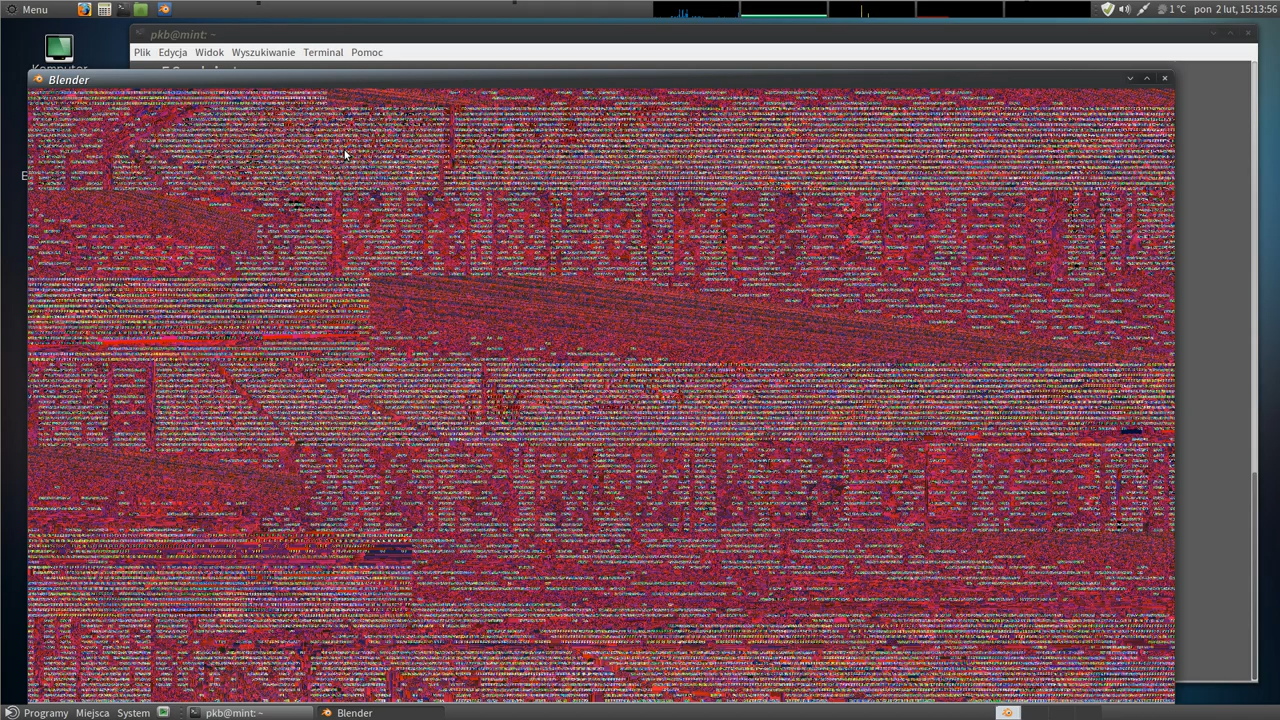 Menu
1 °C pon 2 lut, 15:13:56
pkb@mint: ~
Plik Edycja Widok Wyszukiwanie Terminal Pomoc
Blender
Programy Miejsca System pkb@mint: ~ Blender